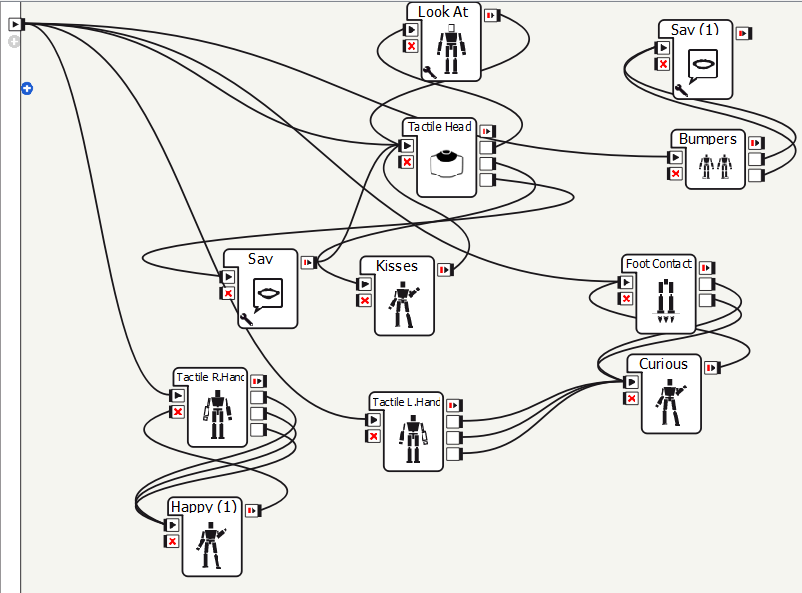 Look At
Sav (1)
Tactile Head
Bumpers
Sav
Kisses
Foot Contact
Curious
Tactile R.Hand
Tactile L.Hand
Happy (1)